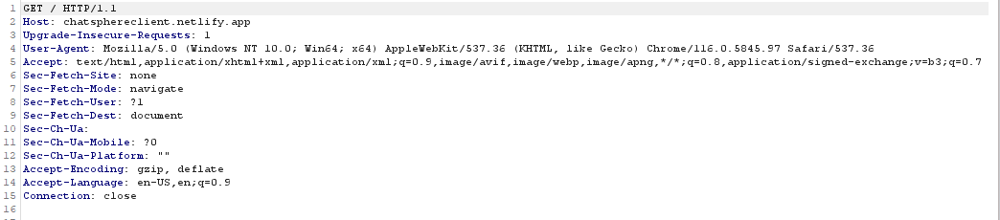 1 GET / HTTP/1.1
2 Host: chatsphereclient.netlify.app
3 Upgrade-Insecure-Requests: 1
4 User-Agent: Mozilla/5.0 (Windows NT 10.0; Win64; x64) AppleWebKit/537.36 (KHTML, like Gecko) Chrome/116.0.5845.97 Safari/537.36
5 Accept: text/html,application/xhtml+xml,application/xml;q=0.9,image/avif,image/webp,image/apng,*/*;q=0.8,application/signed-exchange;v=b3;q=0.7
6 Sec-Fetch-Site: none
7 Sec-Fetch-Mode: navigate
8 Sec-Fetch-User: ?1
9 Sec-Fetch-Dest: document
10 Sec-Ch-Ua:
11 Sec-Ch-Ua-Mobile: ?0
12 Sec-Ch-Ua-Platform: ""
13 Accept-Encoding: gzip, deflate
14 Accept-Language: en-US,en;q=0.9
15 Connection: close
16